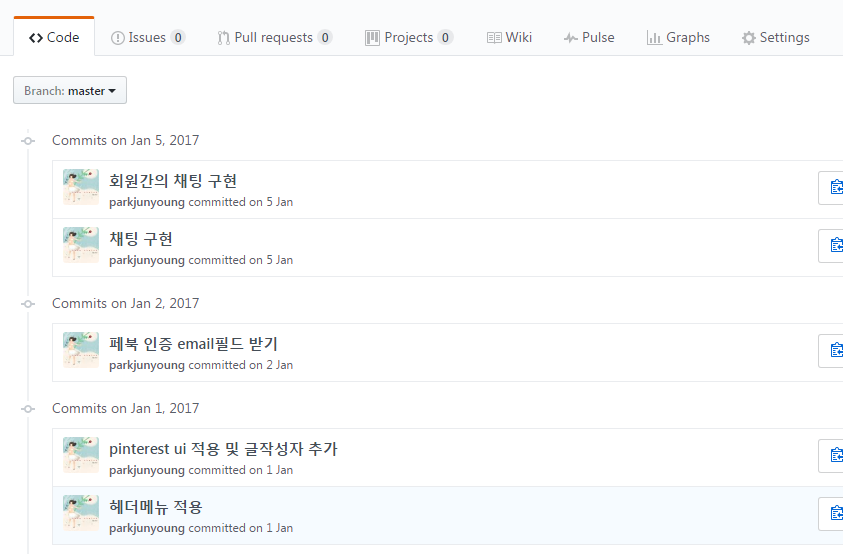 Code Issues 0 Pull requests 0 Projects 0 Wiki Pulse Graphs Settings
Branch: master
Commits on Jan 5, 2017
회원간의 채팅 구현
parkjunyoung committed on 5 Jan
채팅 구현
parkjunyoung committed on 5 Jan
Commits on Jan 2, 2017
페북 인증 email필드 받기
parkjunyoung committed on 2 Jan
Commits on Jan 1, 2017
pinterest ui 적용 및 글작성자 추가
parkjunyoung committed on 1 Jan
헤더메뉴 적용
parkjunyoung committed on 1 Jan